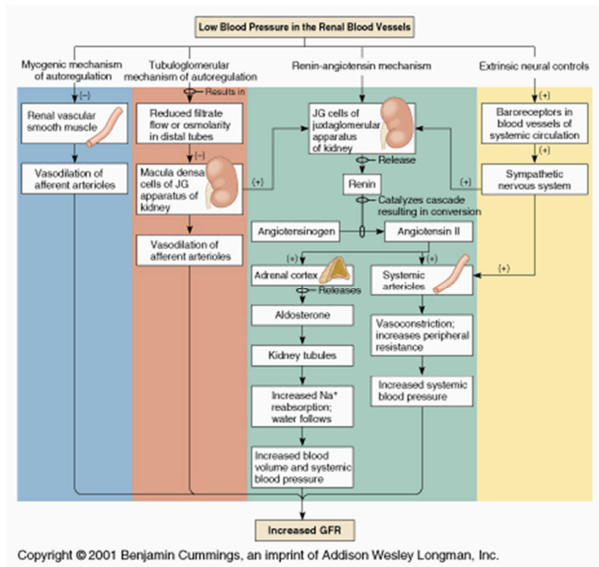 Low Blood Pressure in the Renal Blood Vessels
Myogenic mechanism
of autoregulation
Tubuloglomerular
mechanism of autoregulation
Renin-angiotensin mechanism
Extrinsic neural controls
(–)
Results in
(+)
Renal vascular
smooth muscle
Reduced filtrate
flow or osmolarity
in distal tubes
JG cells of
juxtaglomerular
apparatus
of kidney
Baroreceptors in
blood vessels of
systemic circulation
(–)
(+)
Release
Vasodilation of
afferent arterioles
Macula densa
cells of JG
apparatus of
kidney
(+)
Renin
(+)
Sympathetic
nervous system
Catalyzes cascade
resulting in conversion
Angiotensinogen
Angiotensin II
Vasodilation of
afferent arterioles
(+)
(+)
Adrenal cortex
Systemic
arterioles
(+)
Releases
Aldosterone
Vasoconstriction;
increases peripheral
resistance
Kidney tubules
Increased Na+
reabsorption;
water follows
Increased systemic
blood pressure
Increased blood
volume and systemic
blood pressure
Increased GFR
Copyright © 2001 Benjamin Cummings, an imprint of Addison Wesley Longman, Inc.